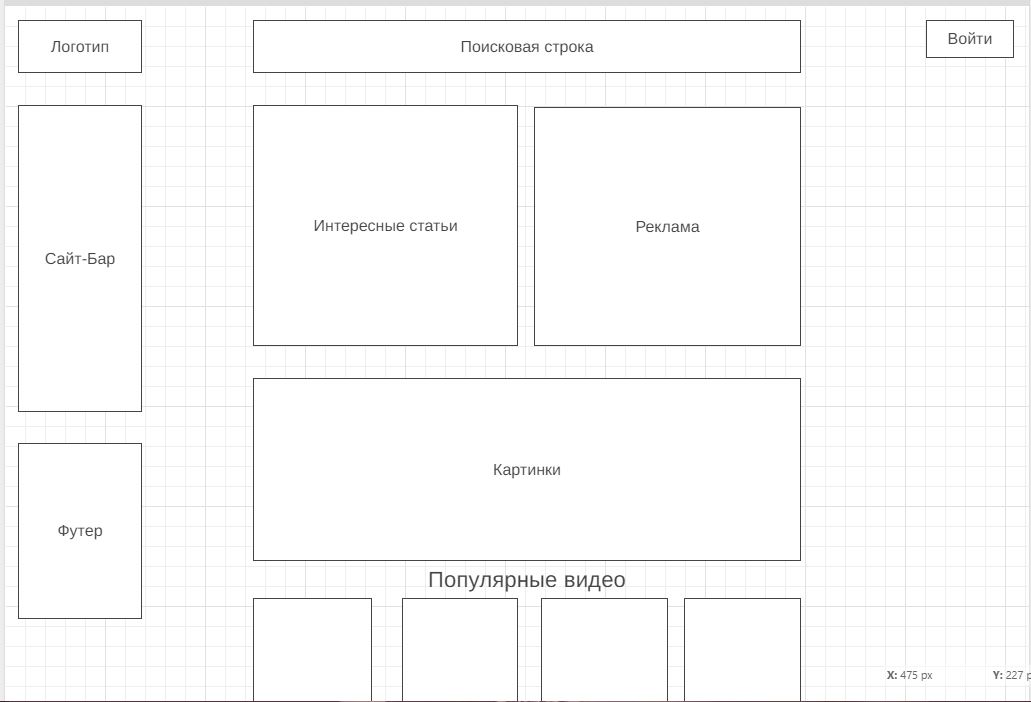 Логотип
Поисковая строка
Войти
Сайт-Бар
Интересные статьи
Реклама
Картинки
Футер
Популярные видео
X: 475 px
Y: 227 p